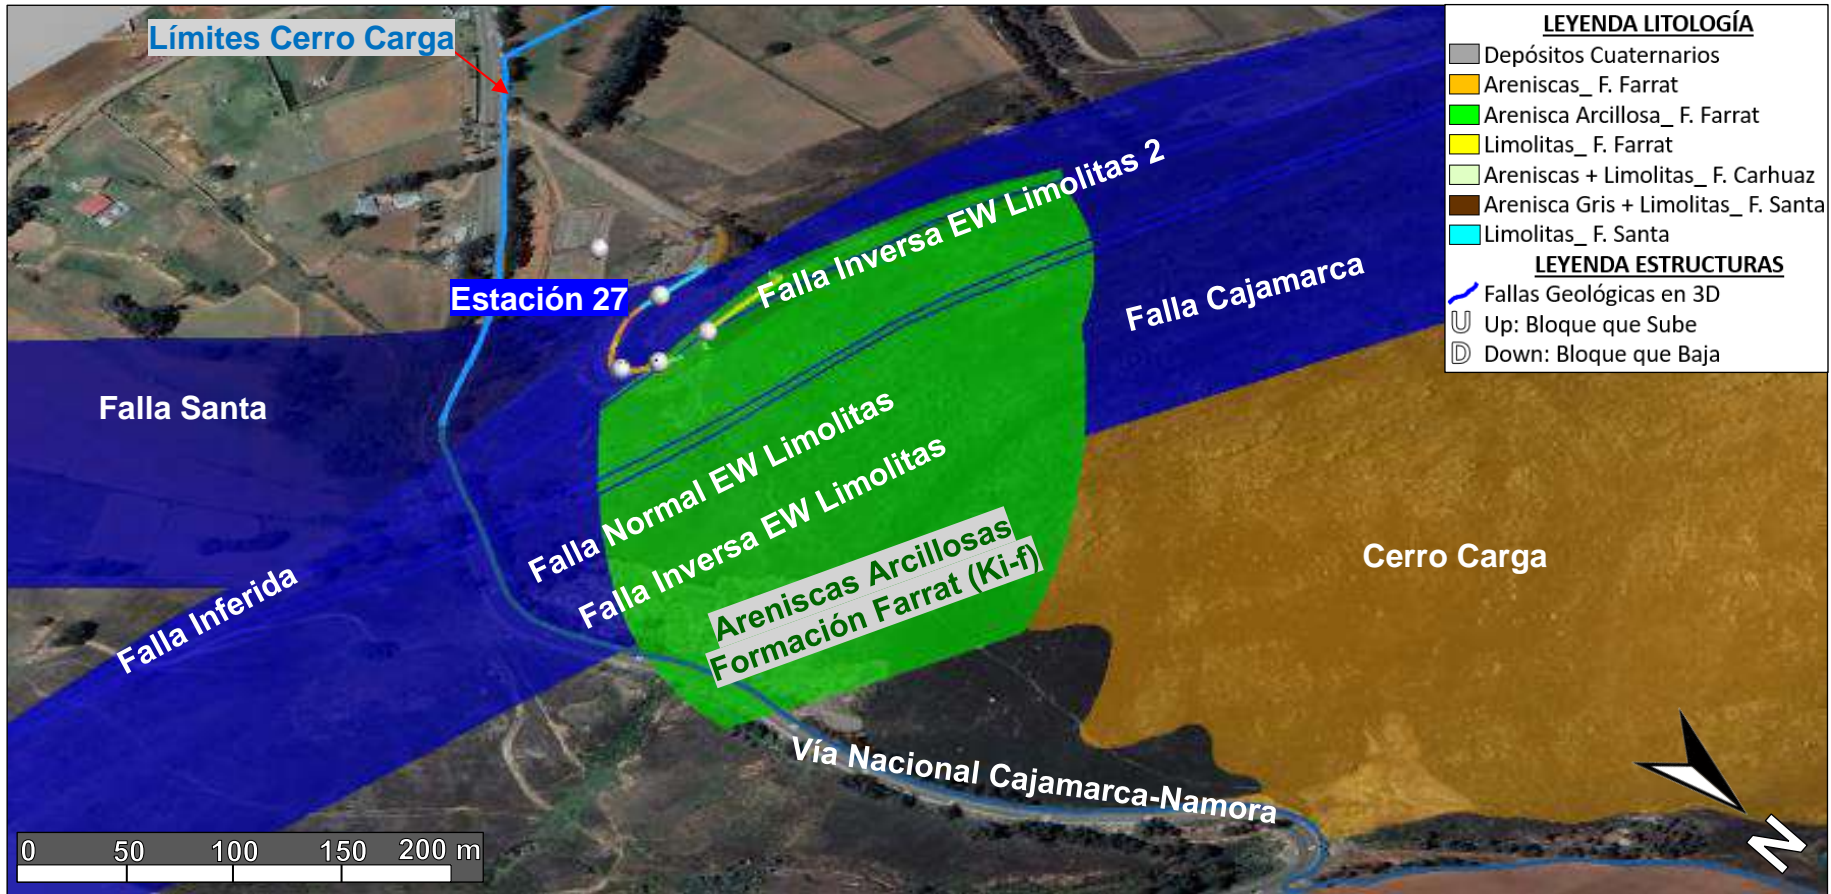 Límites Cerro Carga
LEYENDA LITOLOGÍA
Depósitos Cuaternarios
Areniscas_ F. Farrat
Arenisca Arcillosa_ F. Farrat
Limolitas_ F. Farrat
Areniscas + Limolitas_ F. Carhuaz
Arenisca Gris + Limolitas_ F. Santa
Limolitas_ F. Santa
LEYENDA ESTRUCTURAS
Fallas Geológicas en 3D
U Up: Bloque que Sube
D Down: Bloque que Baja
Falla Inversa EW Limolitas 2
Estación 27
Falla Cajamarca
Falla Santa
Falla Normal EW Limolitas
Falla Inversa EW Limolitas
Areniscas Arcillosas
Formación Farrat (Ki-f)
Cerro Carga
Falla Inferida
Vía Nacional Cajamarca-Namora
0 50 100 150 200 m
N